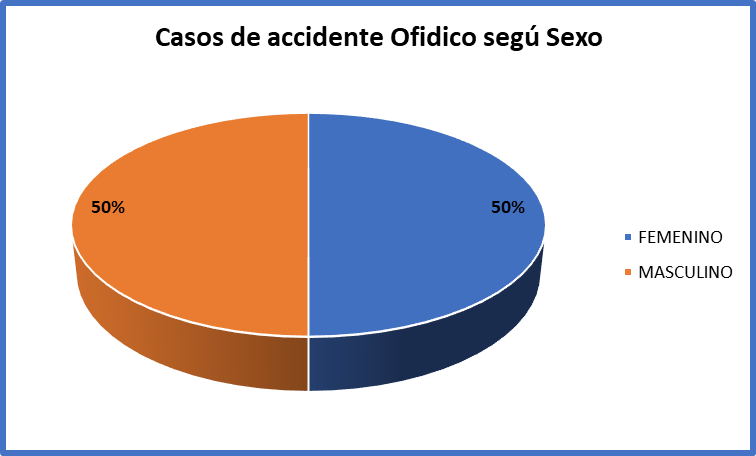 Casos de accidente Ofidico segú Sexo
50%
50%
FEMENINO
MASCULINO